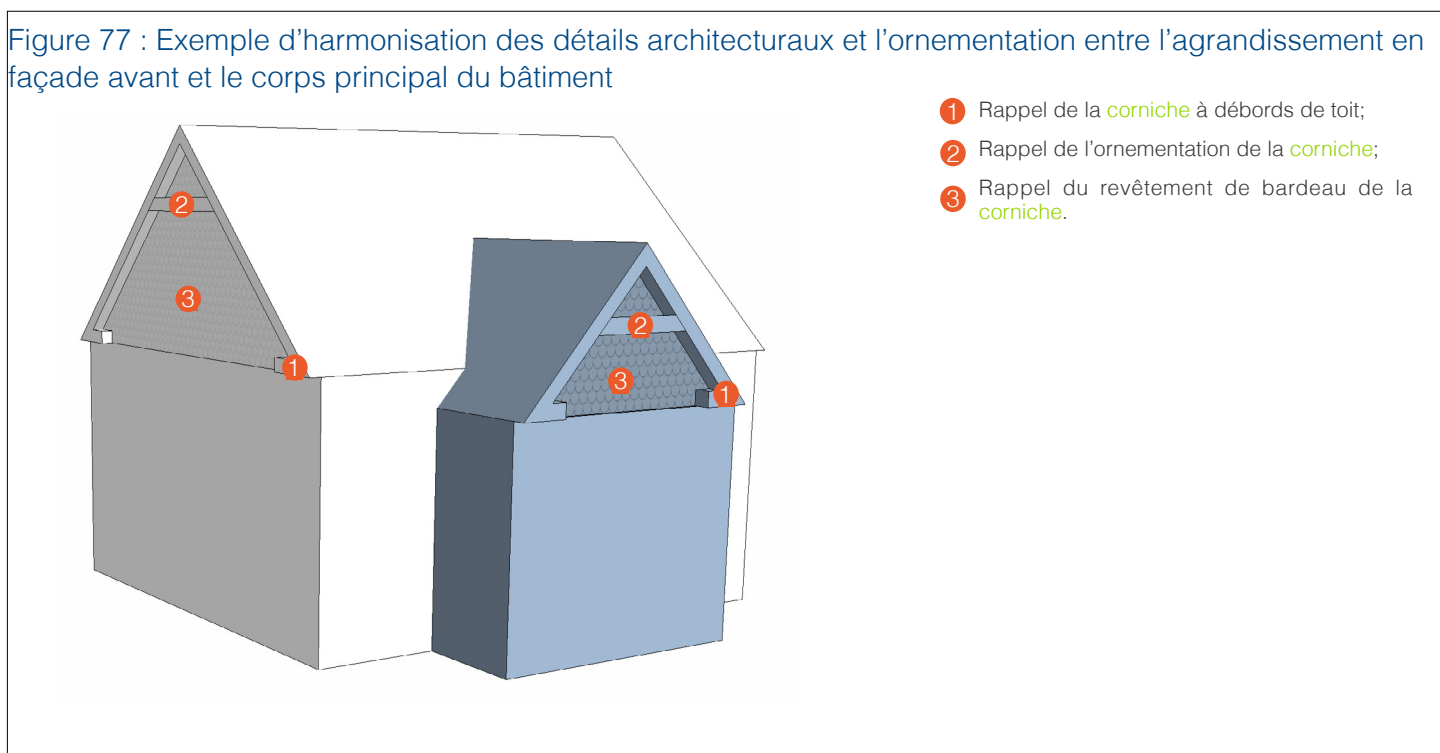 Figure 77 : Exemple d'harmonisation des détails architecturaux et l'ornementation entre l'agrandissement en
façade avant et le corps principal du bâtiment
1 Rappel de la corniche à débords de toit;
2 Rappel de l'ornementation de la corniche;
3 Rappel du revêtement de bardeau de la
corniche.
2
3
1
2
3
1